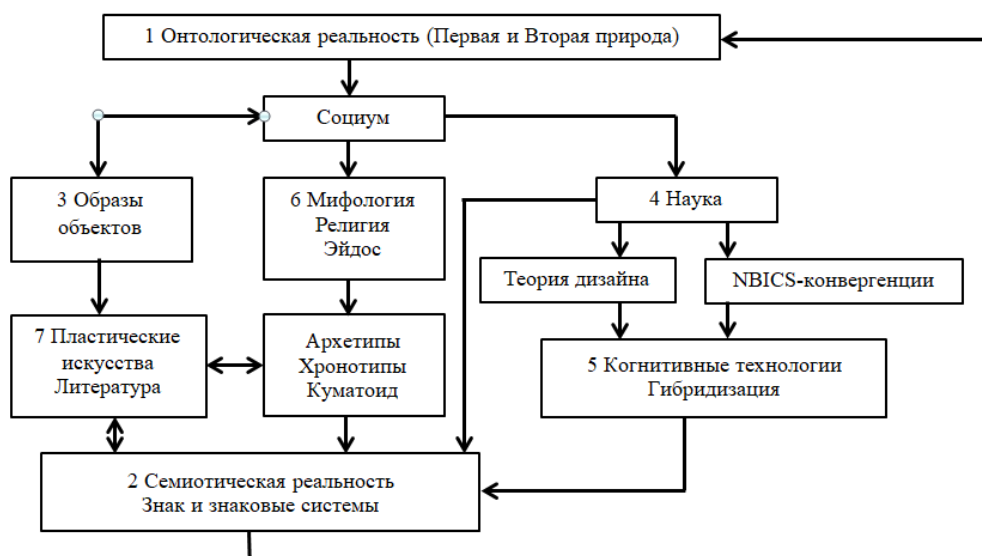 1 Онтологическая реальность (Первая и Вторая природа)
Социум
3 Образы
объектов
6 Мифология
Религия
Эйдос
4 Наука
Теория дизайна
NBICS-конвергенции
7 Пластические
искусства
Литература
Архетипы
Хронотипы
Куматоид
5 Когнитивные технологии
Гибридизация
2 Семиотическая реальность
Знак и знаковые системы